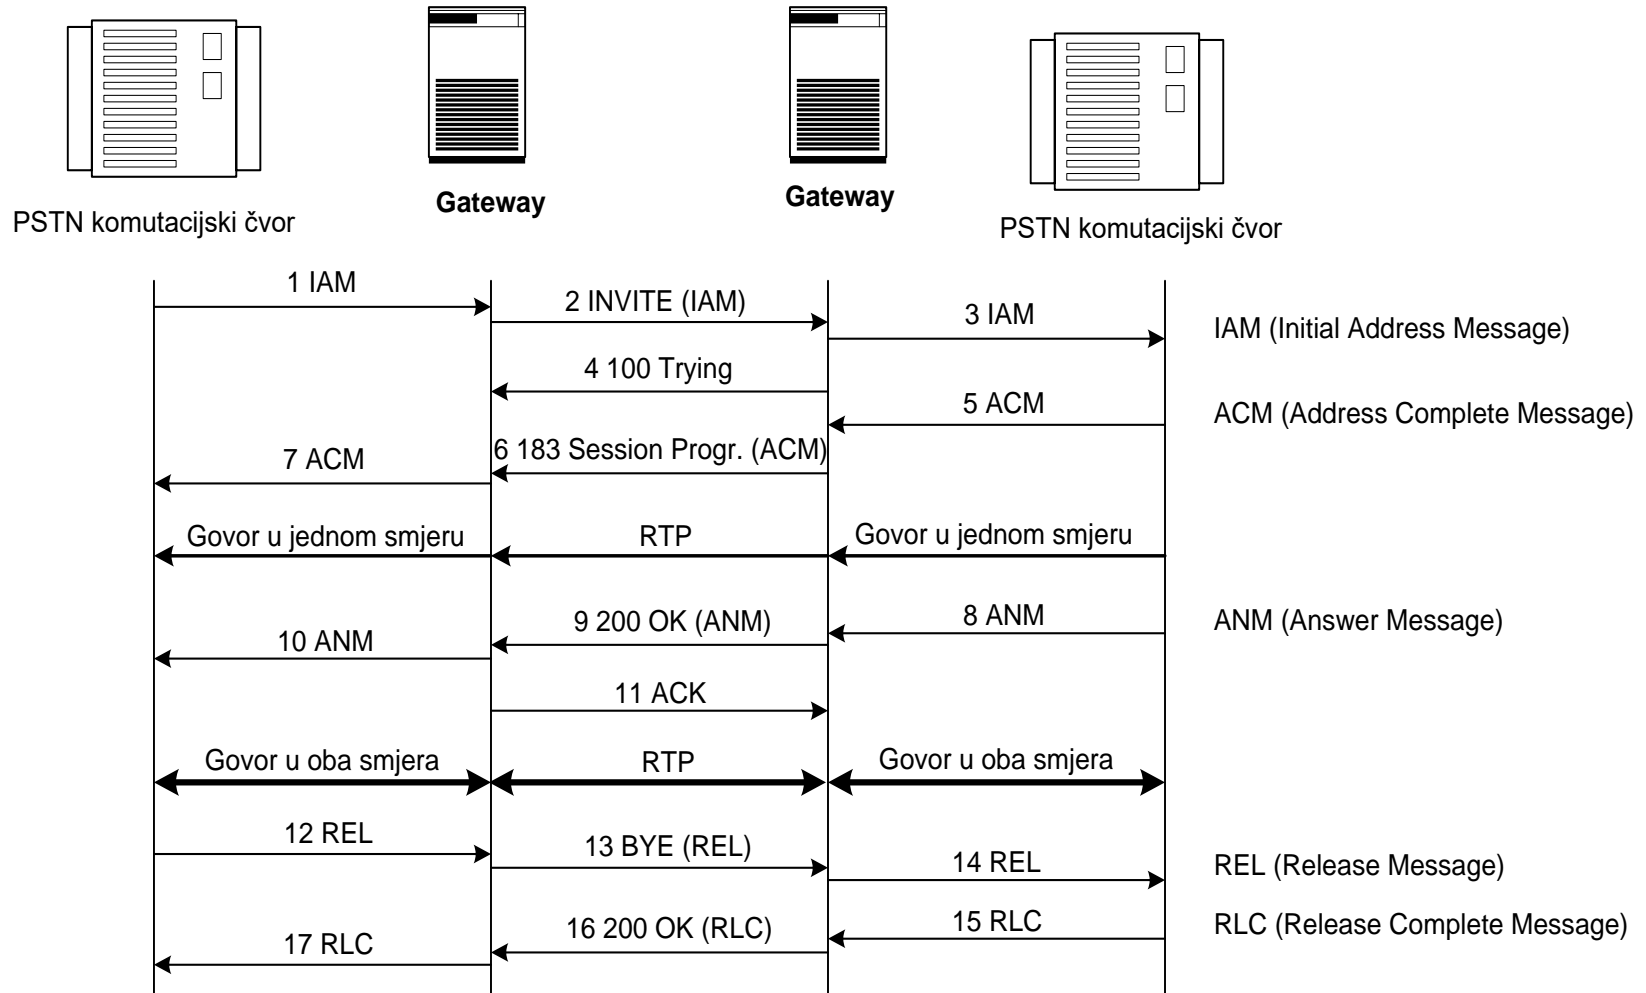 Gateway
Gateway
PSTN komutacijski čvor
PSTN komutacijski čvor
1 IAM
2 INVITE (IAM)
3 IAM
IAM (Initial Address Message)
4 100 Trying
5 ACM
ACM (Address Complete Message)
6 183 Session Progr. (ACM)
7 ACM
Govor u jednom smjeru
RTP
Govor u jednom smjeru
8 ANM
ANM (Answer Message)
9 200 OK (ANM)
10 ANM
11 ACK
Govor u oba smjera
RTP
Govor u oba smjera
12 REL
13 BYE (REL)
14 REL
REL (Release Message)
15 RLC
RLC (Release Complete Message)
16 200 OK (RLC)
17 RLC